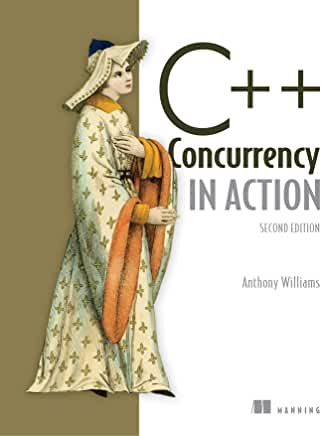 C++
Concurrency
IN ACTION
SECOND EDITION
Anthony Williams
MANNING